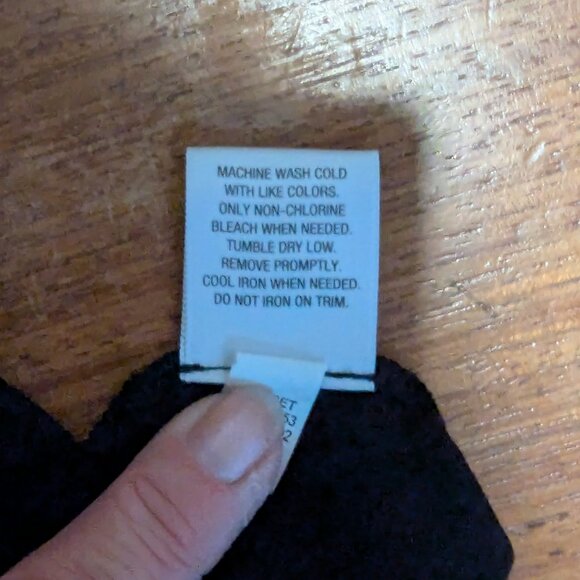 MACHINE WASH COLD
WITH LIKE COLORS.
ONLY NON-CHLORINE
BLEACH WHEN NEEDED.
TUMBLE DRY LOW.
REMOVE PROMPTLY.
COOL IRON WHEN NEEDED.
DO NOT IRON ON TRIM.